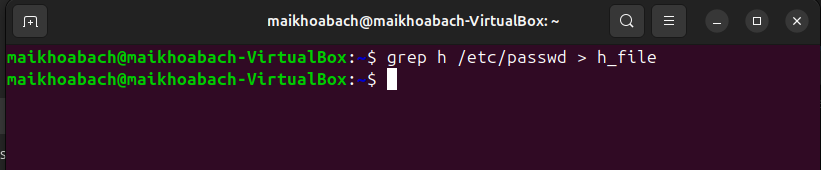 maikhoabach@maikhoabach-VirtualBox: ~
maikhoabach@maikhoabach-VirtualBox:~$ grep h /etc/passwd > h_file
maikhoabach@maikhoabach-VirtualBox:~$
s